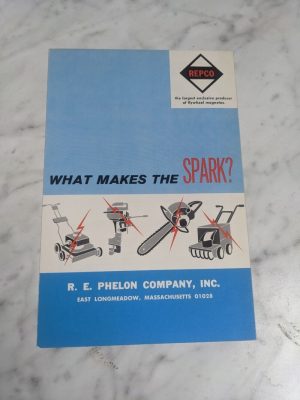 REPCO
the largest exclusive producer
of flywheel magnetos
WHAT MAKES THE SPARK?
R. E. PHELON COMPANY, INC.
EAST LONGMEADOW, MASSACHUSETTS 01028